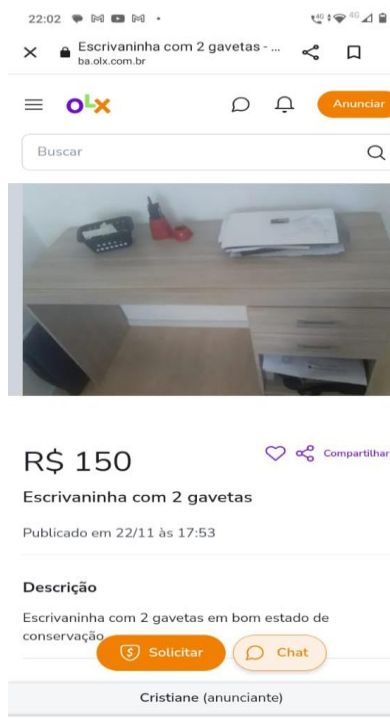 22:02
4G
4G
Escrivaninha com 2 gavetas - ...
ba.olx.com.br
OLX
Anunciar
Buscar
R$ 150
Compartilhar
Escrivaninha com 2 gavetas
Publicado em 22/11 às 17:53
Descrição
Escrivaninha com 2 gavetas em bom estado de
conservação
Solicitar
Chat
Cristiane (anunciante)